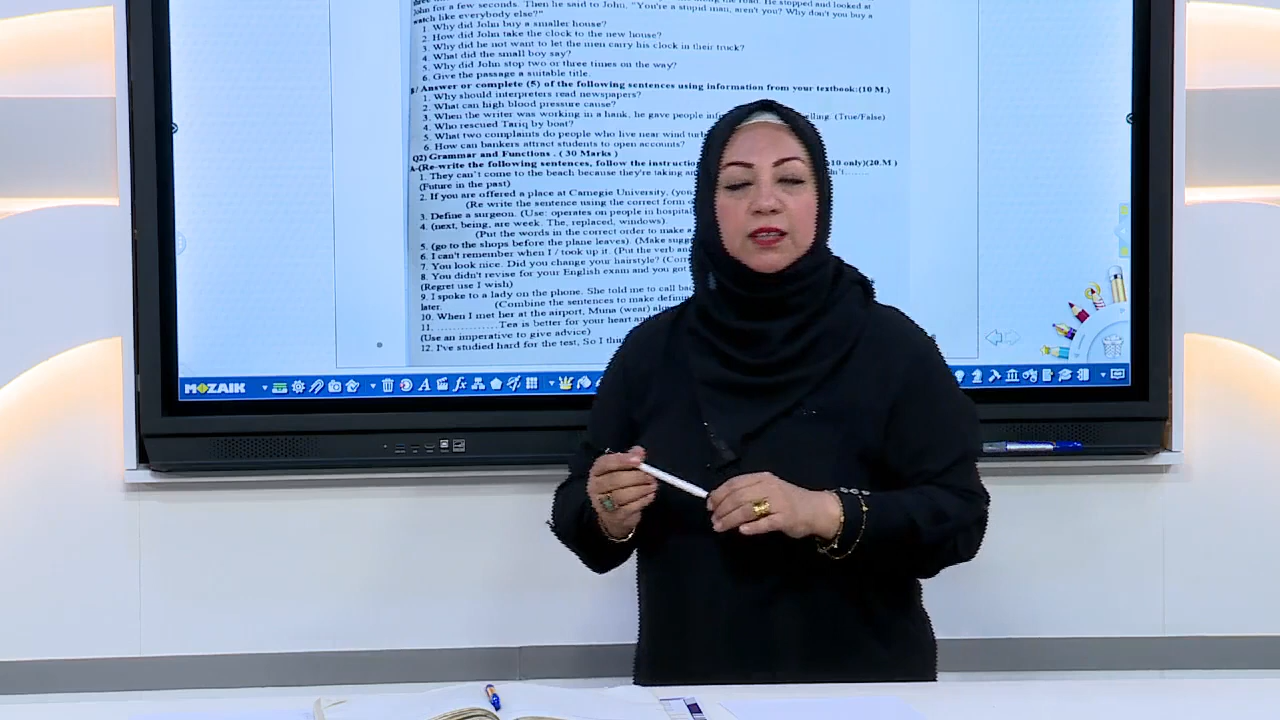 john for a few seconds. Then he said to John, "You're a stupid man, aren't you? Why don't you buy a
watch like everybody else?"
1. Why did John buy a smaller house?
2. How did John take the clock to the new house?
3. Why did he not want to let the men carry his clock in their truck?
4. What did the small boy say?
5. Why did John stop two or three times on the way?
6. Give the passage a suitable title.
B/ Answer or complete (5) of the following sentences using information from your textbook:(10 M.)
1. Why should interpreters read newspapers?
2. What can high blood pressure cause?
3. When the writer was working in a bank, he gave people elling. (True/False)
4. Who rescued Tariq by boat?
5. What two complaints do people who live near wind
6. How can bankers attract students to open accounts?
Q2) Grammar and Functions . ( 30 Marks )
A-(Re-write the following sentences, follow the 10 only)(20.M )
1. They can't come to the beach because they're taking
(Future in the past)
2. If you are offered a place at Carnegie University,
(Re write the sentence using the correct form
3. Define a surgeon. (Use: operates on people in
4. (next, being, are week. The, replaced, windows).
(Put the words in the correct order to make a
5. (go to the shops before the plane leaves). (Make
6. I can't remember when I / took up it. (Put the verb
7. You look nice. Did you change your hairstyle?
8. You didn't revise for your English exam and you got
(Regret use I wish)
9. I spoke to a lady on the phone. She told me to call
later. (Combine the sentences to make
10. When I met her at the airport, Muna (wear)
11. ................Tea is better for your heart
(Use an imperative to give advice)
12. I've studied hard for the test, So I
MOZAIK